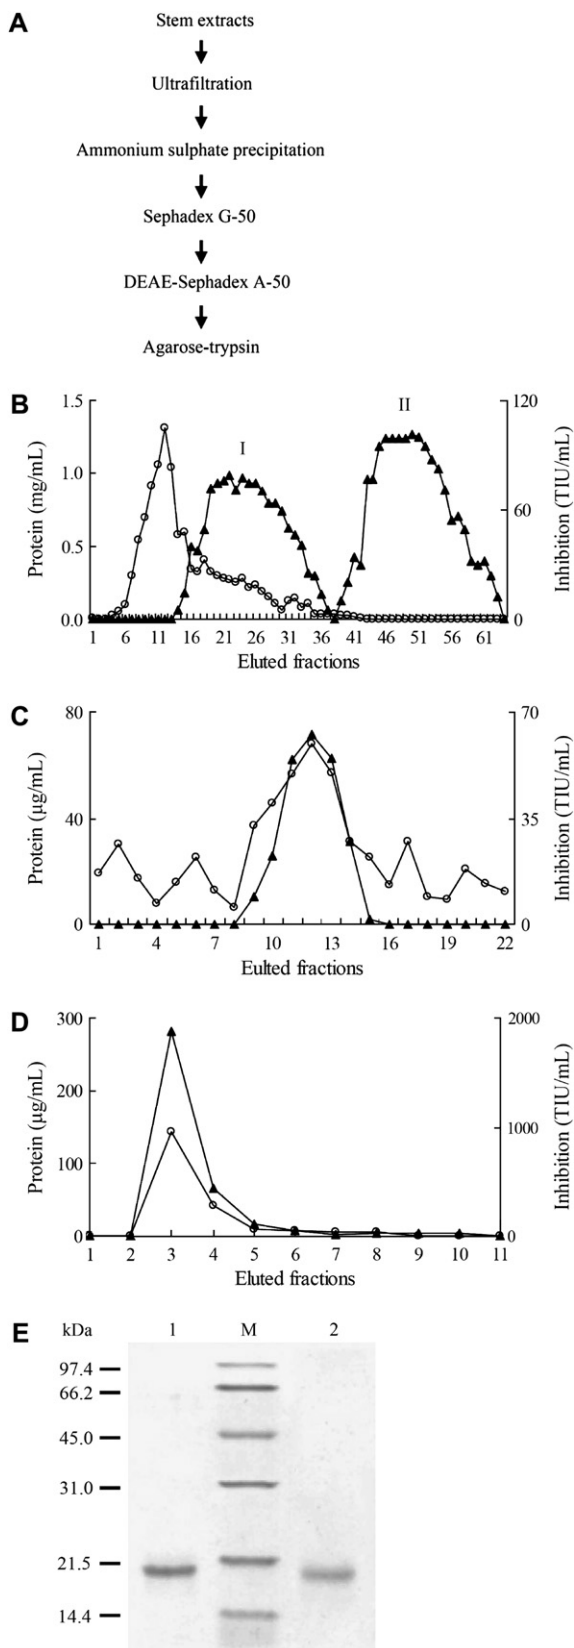 A
Stem extracts
Ultrafiltration
Ammonium sulphate precipitation
Sephadex G-50
DEAE-Sephadex A-50
Agarose-trypsin
B
1.5
1.0
0.5
0.0
Protein (mg/mL)
I
II
120
60
0
Inhibition (TIU/mL)
1 6 11 16 21 26 31 36 41 46 51 56 61
Eluted fractions
C
80
40
0
Protein (µg/mL)
70
35
0
Inhibition (TIU/mL)
1 4 7 10 13 16 19 22
Eulted fractions
D
300
200
100
0
Protein (µg/mL)
2000
1000
0
Inhibition (TIU/mL)
1 2 3 4 5 6 7 8 9 10 11
Eluted fractions
E
kDa 1 M 2
97.4
66.2
45.0
31.0
21.5
14.4